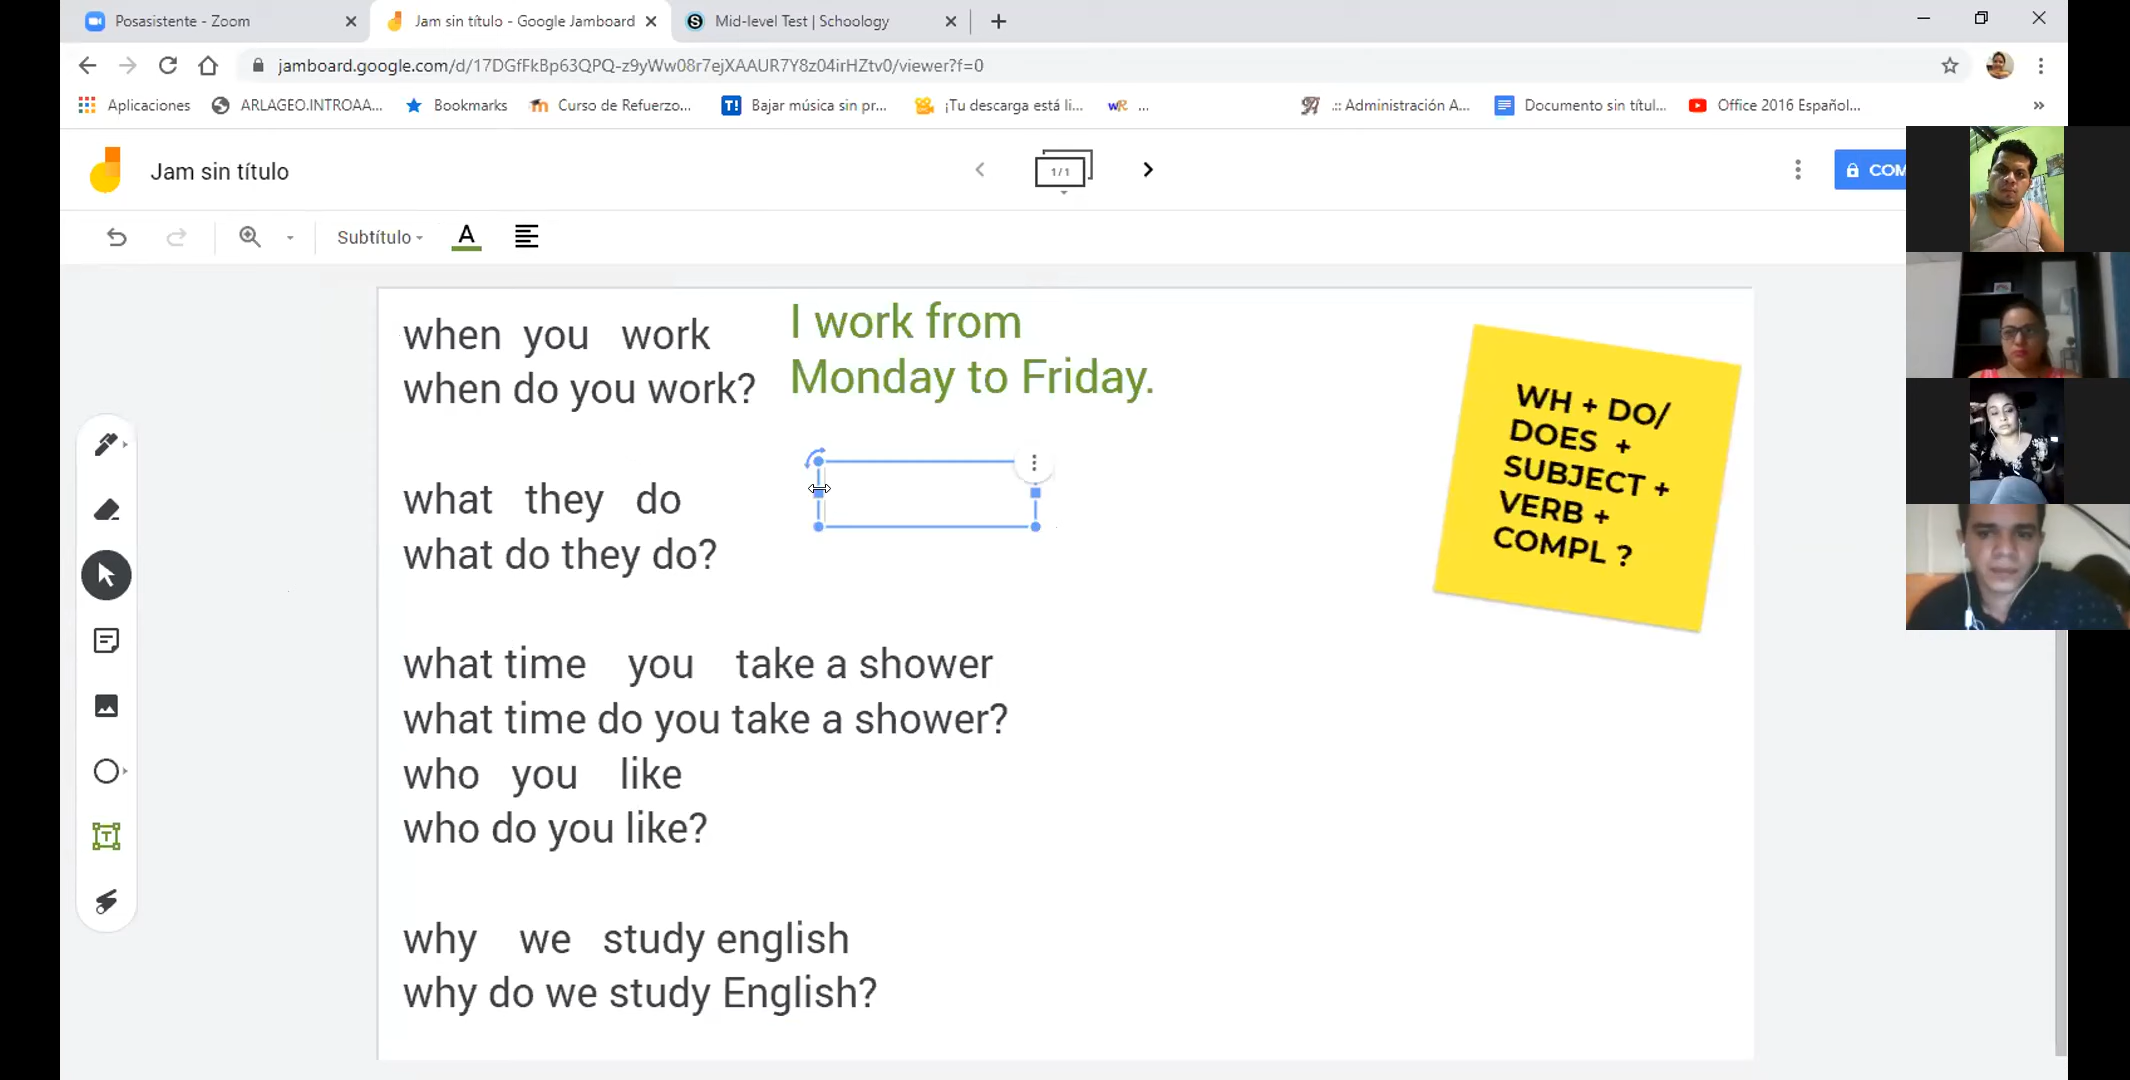 Posasistente - Zoom
Jam sin título - Google Jamboard
Mid-level Test | Schoology
jamboard.google.com/d/17DGfFkBp63QPQ-z9yWw08r7ejXAAUR7Y8z04irHZtv0/viewer?f=0
Aplicaciones
ARLAGEO.INTROAA...
Bookmarks
Curso de Refuerzo...
Bajar música sin pr...
¡Tu descarga está li...
...
.:: Administración A...
Documento sin títul...
Office 2016 Español...
Jam sin título
1/1
COM
Subtítulo
when you work
when do you work?
I work from
Monday to Friday.
what they do
what do they do?
what time you take a shower
what time do you take a shower?
who you like
who do you like?
why we study english
why do we study English?
WH + DO/
DOES +
SUBJECT +
VERB +
COMPL ?